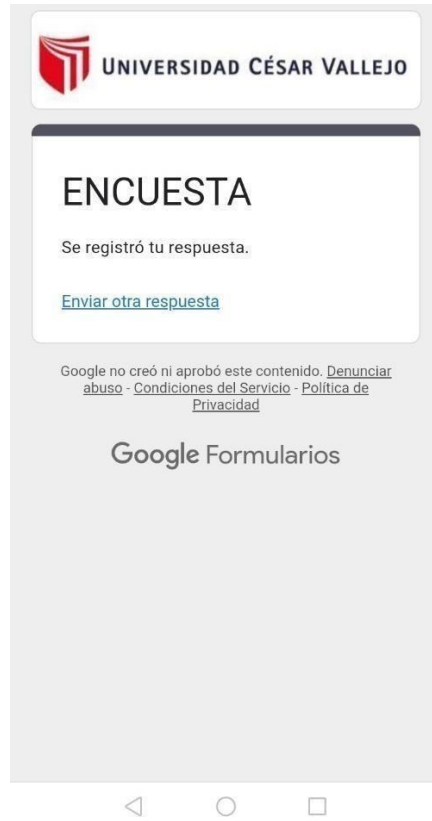 UNIVERSIDAD CÉSAR VALLEJO
ENCUESTA
Se registró tu respuesta.
Enviar otra respuesta
Google no creó ni aprobó este contenido. Denunciar
abuso - Condiciones del Servicio - Política de
Privacidad
Google Formularios